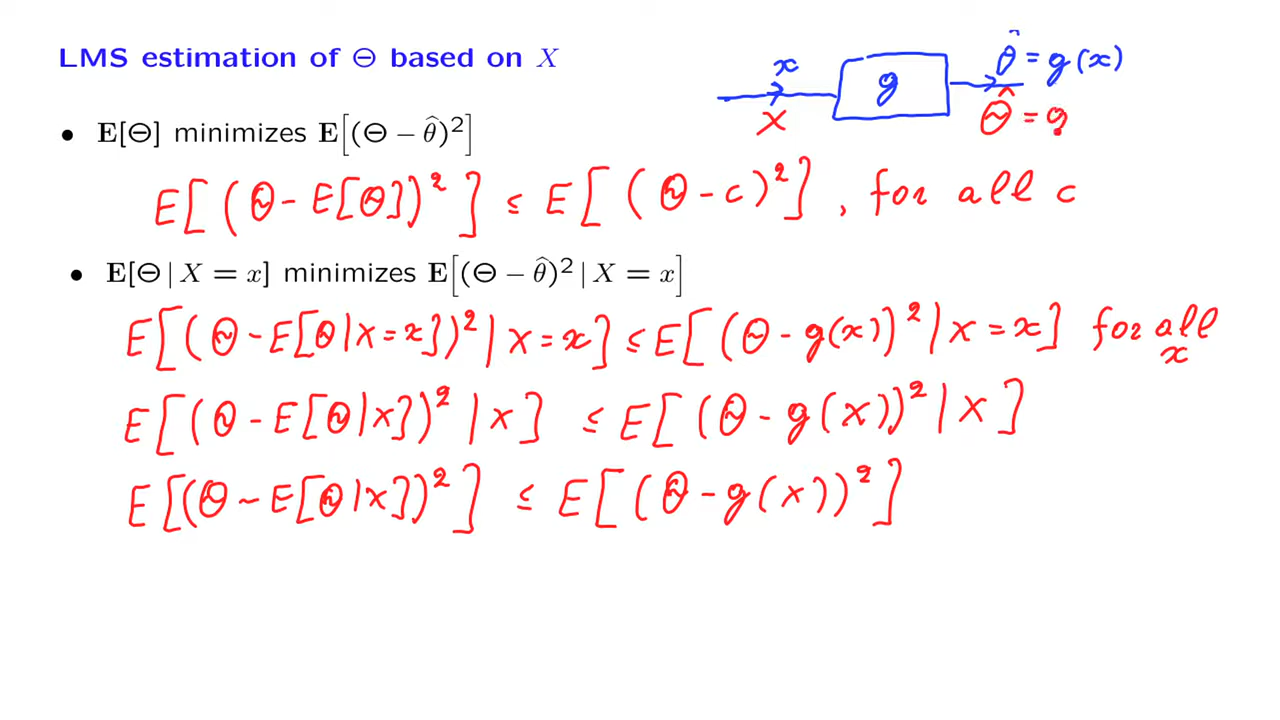 LMS estimation of Θ based on X
x
g
θ̂ = g(x)
X
Θ̂ = g
• E[Θ] minimizes E[(Θ − θ̂)²]
E[(Θ − E[Θ])²] ≤ E[(Θ − c)²], for all c
• E[Θ | X = x] minimizes E[(Θ − θ̂)² | X = x]
E[(Θ − E[Θ | X = x])² | X = x] ≤ E[(Θ − g(x))² | X = x] for all x
E[(Θ − E[Θ | X])² | X] ≤ E[(Θ − g(X))² | X]
E[(Θ − E[Θ | X])²] ≤ E[(Θ − g(X))²]